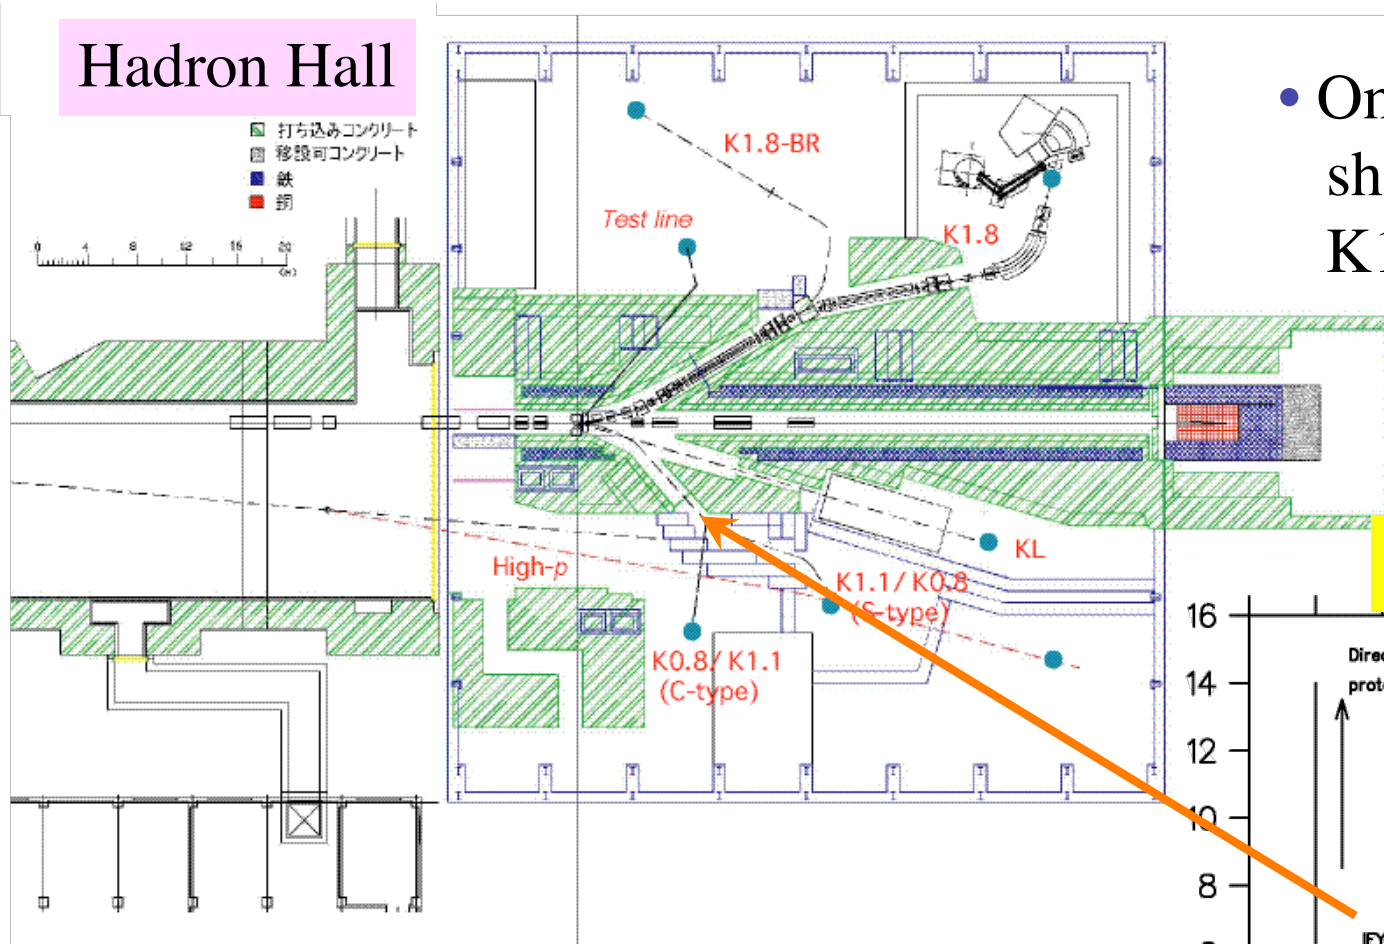 Hadron Hall
打ち込みコンクリート
移設可コンクリート
鉄
銅
0 4 8 12 16 20
(M)
K1.8-BR
Test line
K1.8
High-p
KL
K1.1/ K0.8
(S-type)
K0.8/ K1.1
(C-type)
• On
sh
K1
16
14
12
10
8
Direc
prot